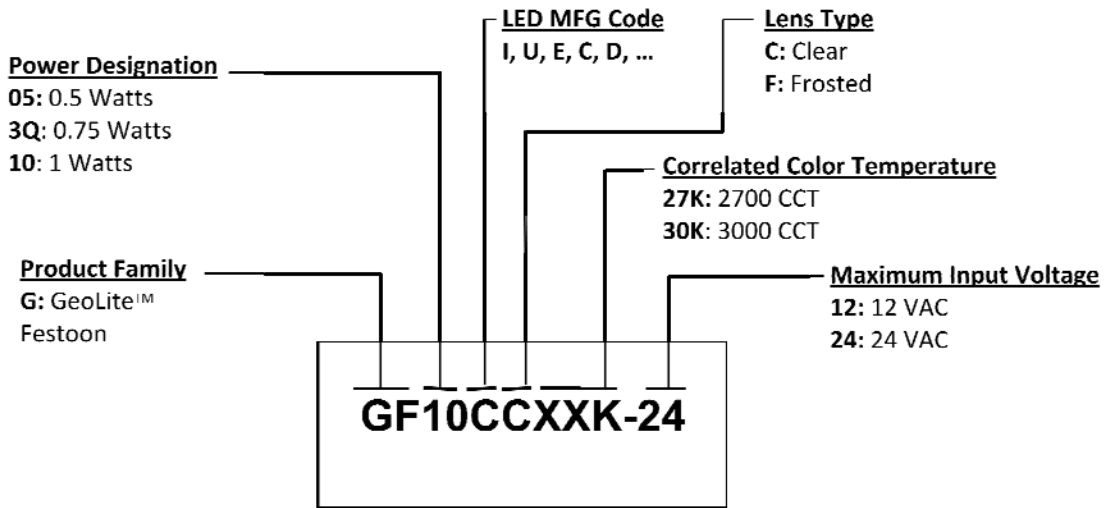 LED MFG Code
I, U, E, C, D, ...
Lens Type
C: Clear
F: Frosted
Power Designation
05: 0.5 Watts
3Q: 0.75 Watts
10: 1 Watts
Correlated Color Temperature
27K: 2700 CCT
30K: 3000 CCT
Product Family
G: GeoLite™
Festoon
Maximum Input Voltage
12: 12 VAC
24: 24 VAC
GF10CCXXK-24